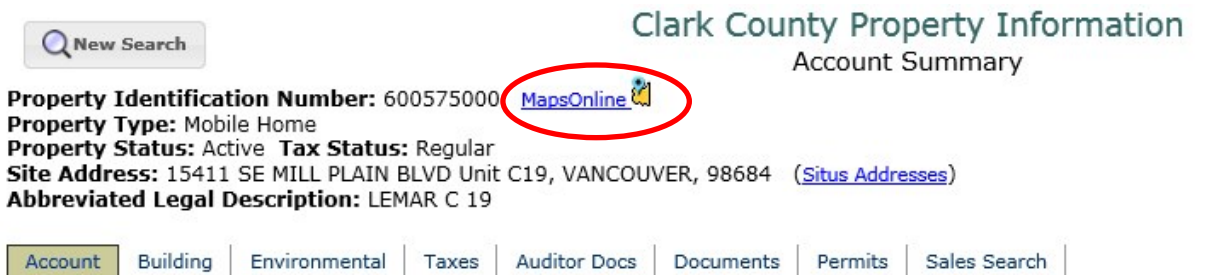 New Search
Clark County Property Information
Account Summary
Property Identification Number: 600575000 MapsOnline
Property Type: Mobile Home
Property Status: Active Tax Status: Regular
Site Address: 15411 SE MILL PLAIN BLVD Unit C19, VANCOUVER, 98684 (Situs Addresses)
Abbreviated Legal Description: LEMAR C 19
Account Building Environmental Taxes Auditor Docs Documents Permits Sales Search